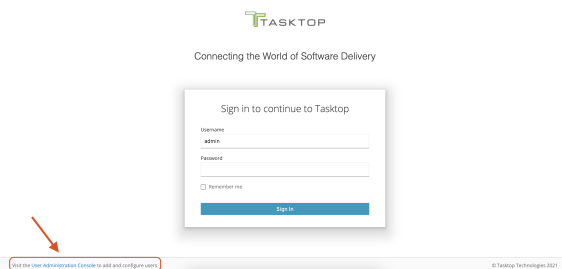 TASKTOP
Connecting the World of Software Delivery
Sign in to continue to Tasktop
Username
admin
Password
Remember me
Sign In
Visit the User Administration Console to add and configure users.
© Tasktop Technologies 2021